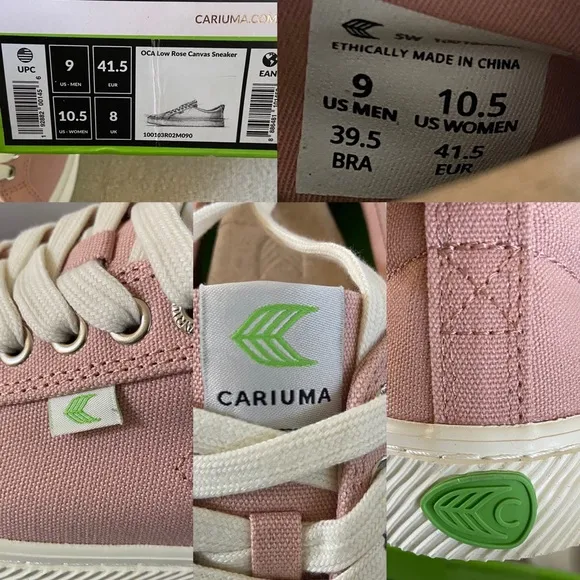 CARIUMA.COM
UPC
9
US - MEN
41.5
EUR
10.5
US - WOMEN
8
UK
OCA Low Rose Canvas Sneaker
100103R02M090
EAN
ETHICALLY MADE IN CHINA
9
US MEN
10.5
US WOMEN
39.5
BRA
41.5
EUR
CARIUMA